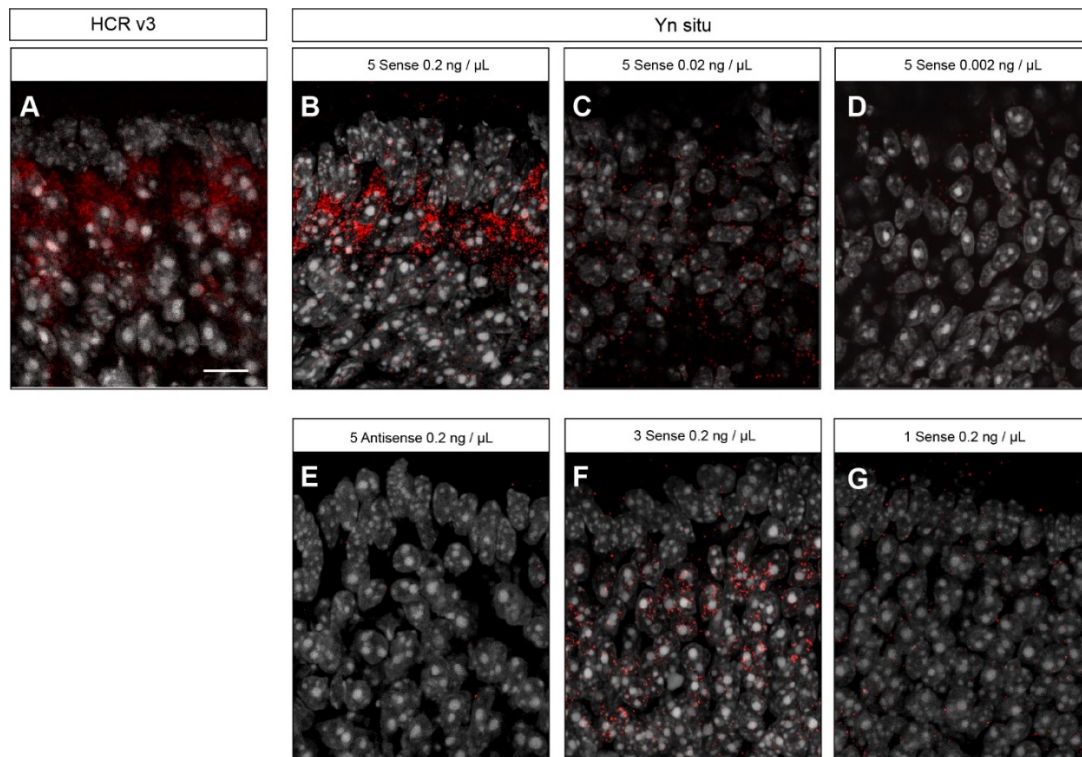 HCR v3
Yn situ
5 Sense 0.2 ng / µL
5 Sense 0.02 ng / µL
5 Sense 0.002 ng / µL
A
B
C
D
5 Antisense 0.2 ng / µL
3 Sense 0.2 ng / µL
1 Sense 0.2 ng / µL
E
F
G